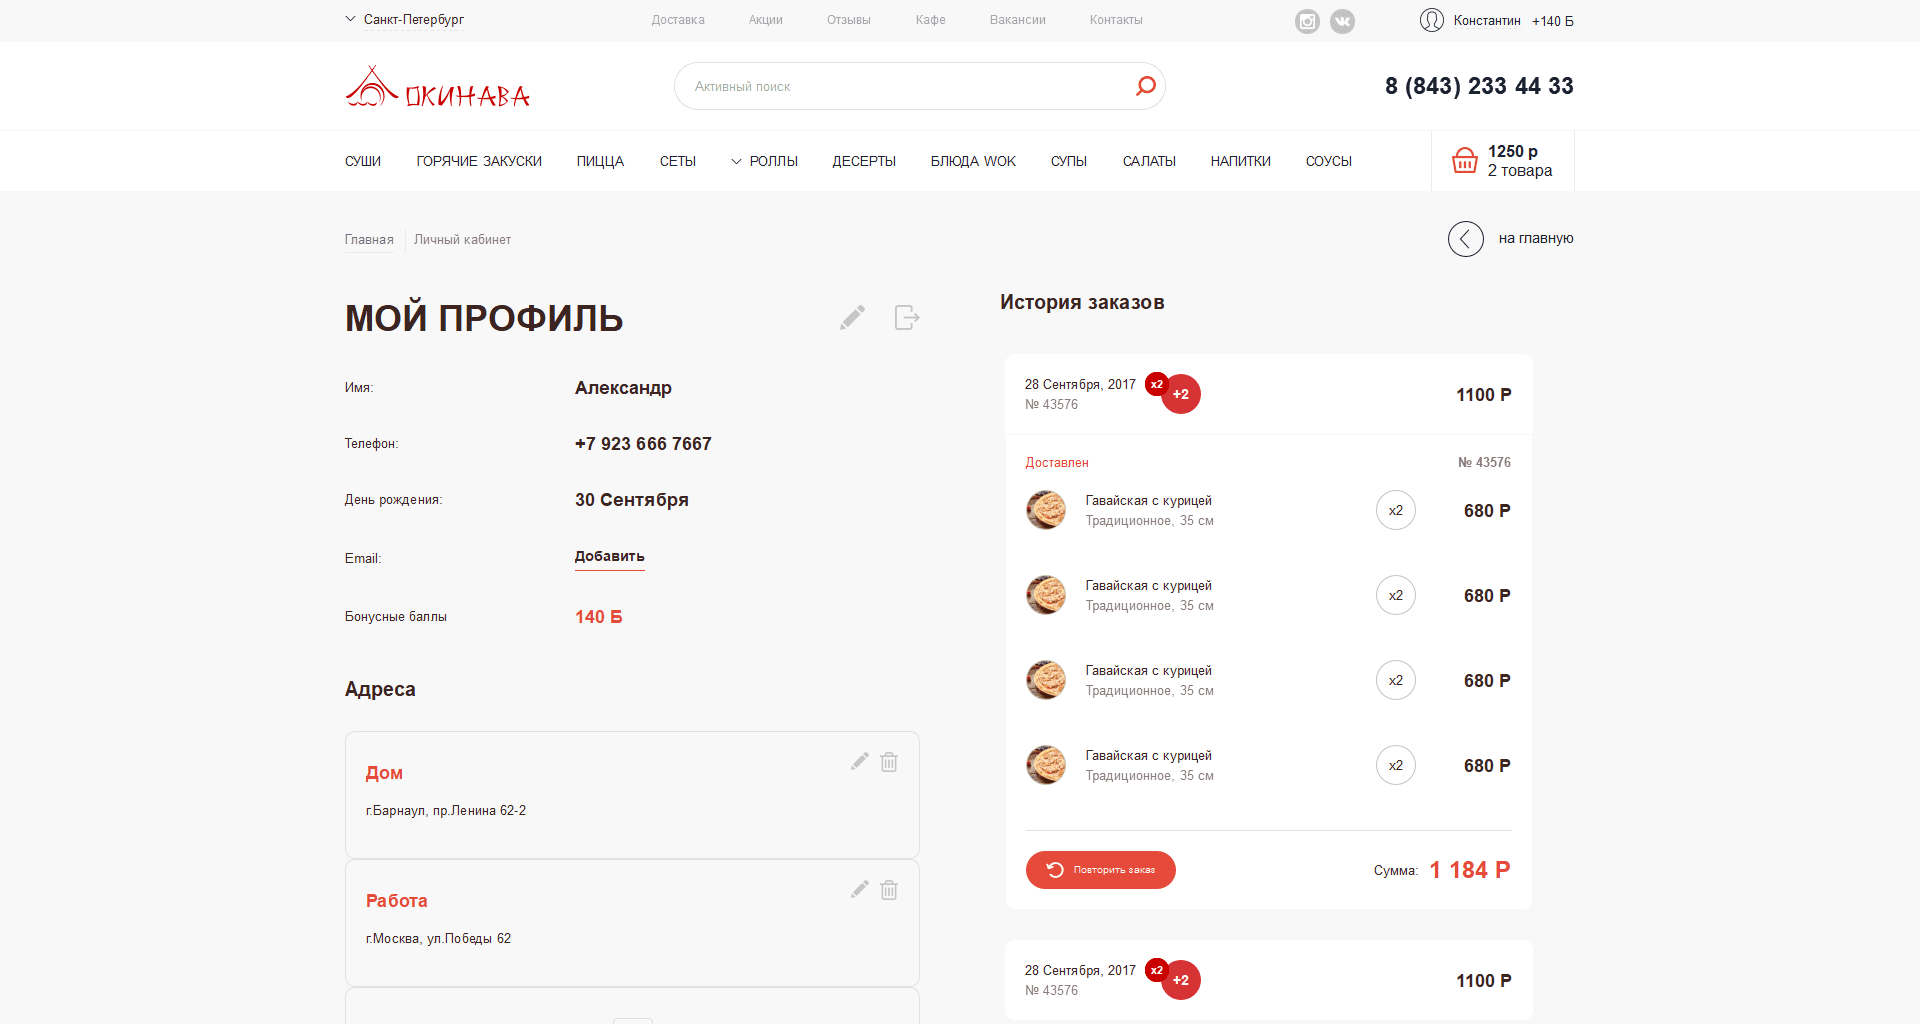 Санкт-Петербург
Доставка
Акции
Отзывы
Кафе
Вакансии
Контакты
Константин
+140 Б
ОКИНАВА
Активный поиск
8 (843) 233 44 33
СУШИ
ГОРЯЧИЕ ЗАКУСКИ
ПИЦЦА
СЕТЫ
РОЛЛЫ
ДЕСЕРТЫ
БЛЮДА WOK
СУПЫ
САЛАТЫ
НАПИТКИ
СОУСЫ
1250 р
2 товара
Главная
Личный кабинет
на главную
МОЙ ПРОФИЛЬ
Имя:
Александр
Телефон:
+7 923 666 7667
День рождения:
30 Сентября
Email:
Добавить
Бонусные баллы
140 Б
Адреса
Дом
г.Барнаул, пр.Ленина 62-2
Работа
г.Москва, ул.Победы 62
История заказов
28 Сентября, 2017
№ 43576
x2
+2
1100 Р
Доставлен
№ 43576
Гавайская с курицей
Традиционное, 35 см
x2
680 Р
Гавайская с курицей
Традиционное, 35 см
x2
680 Р
Гавайская с курицей
Традиционное, 35 см
x2
680 Р
Гавайская с курицей
Традиционное, 35 см
x2
680 Р
Повторить заказ
Сумма:
1 184 Р
28 Сентября, 2017
№ 43576
x2
+2
1100 Р